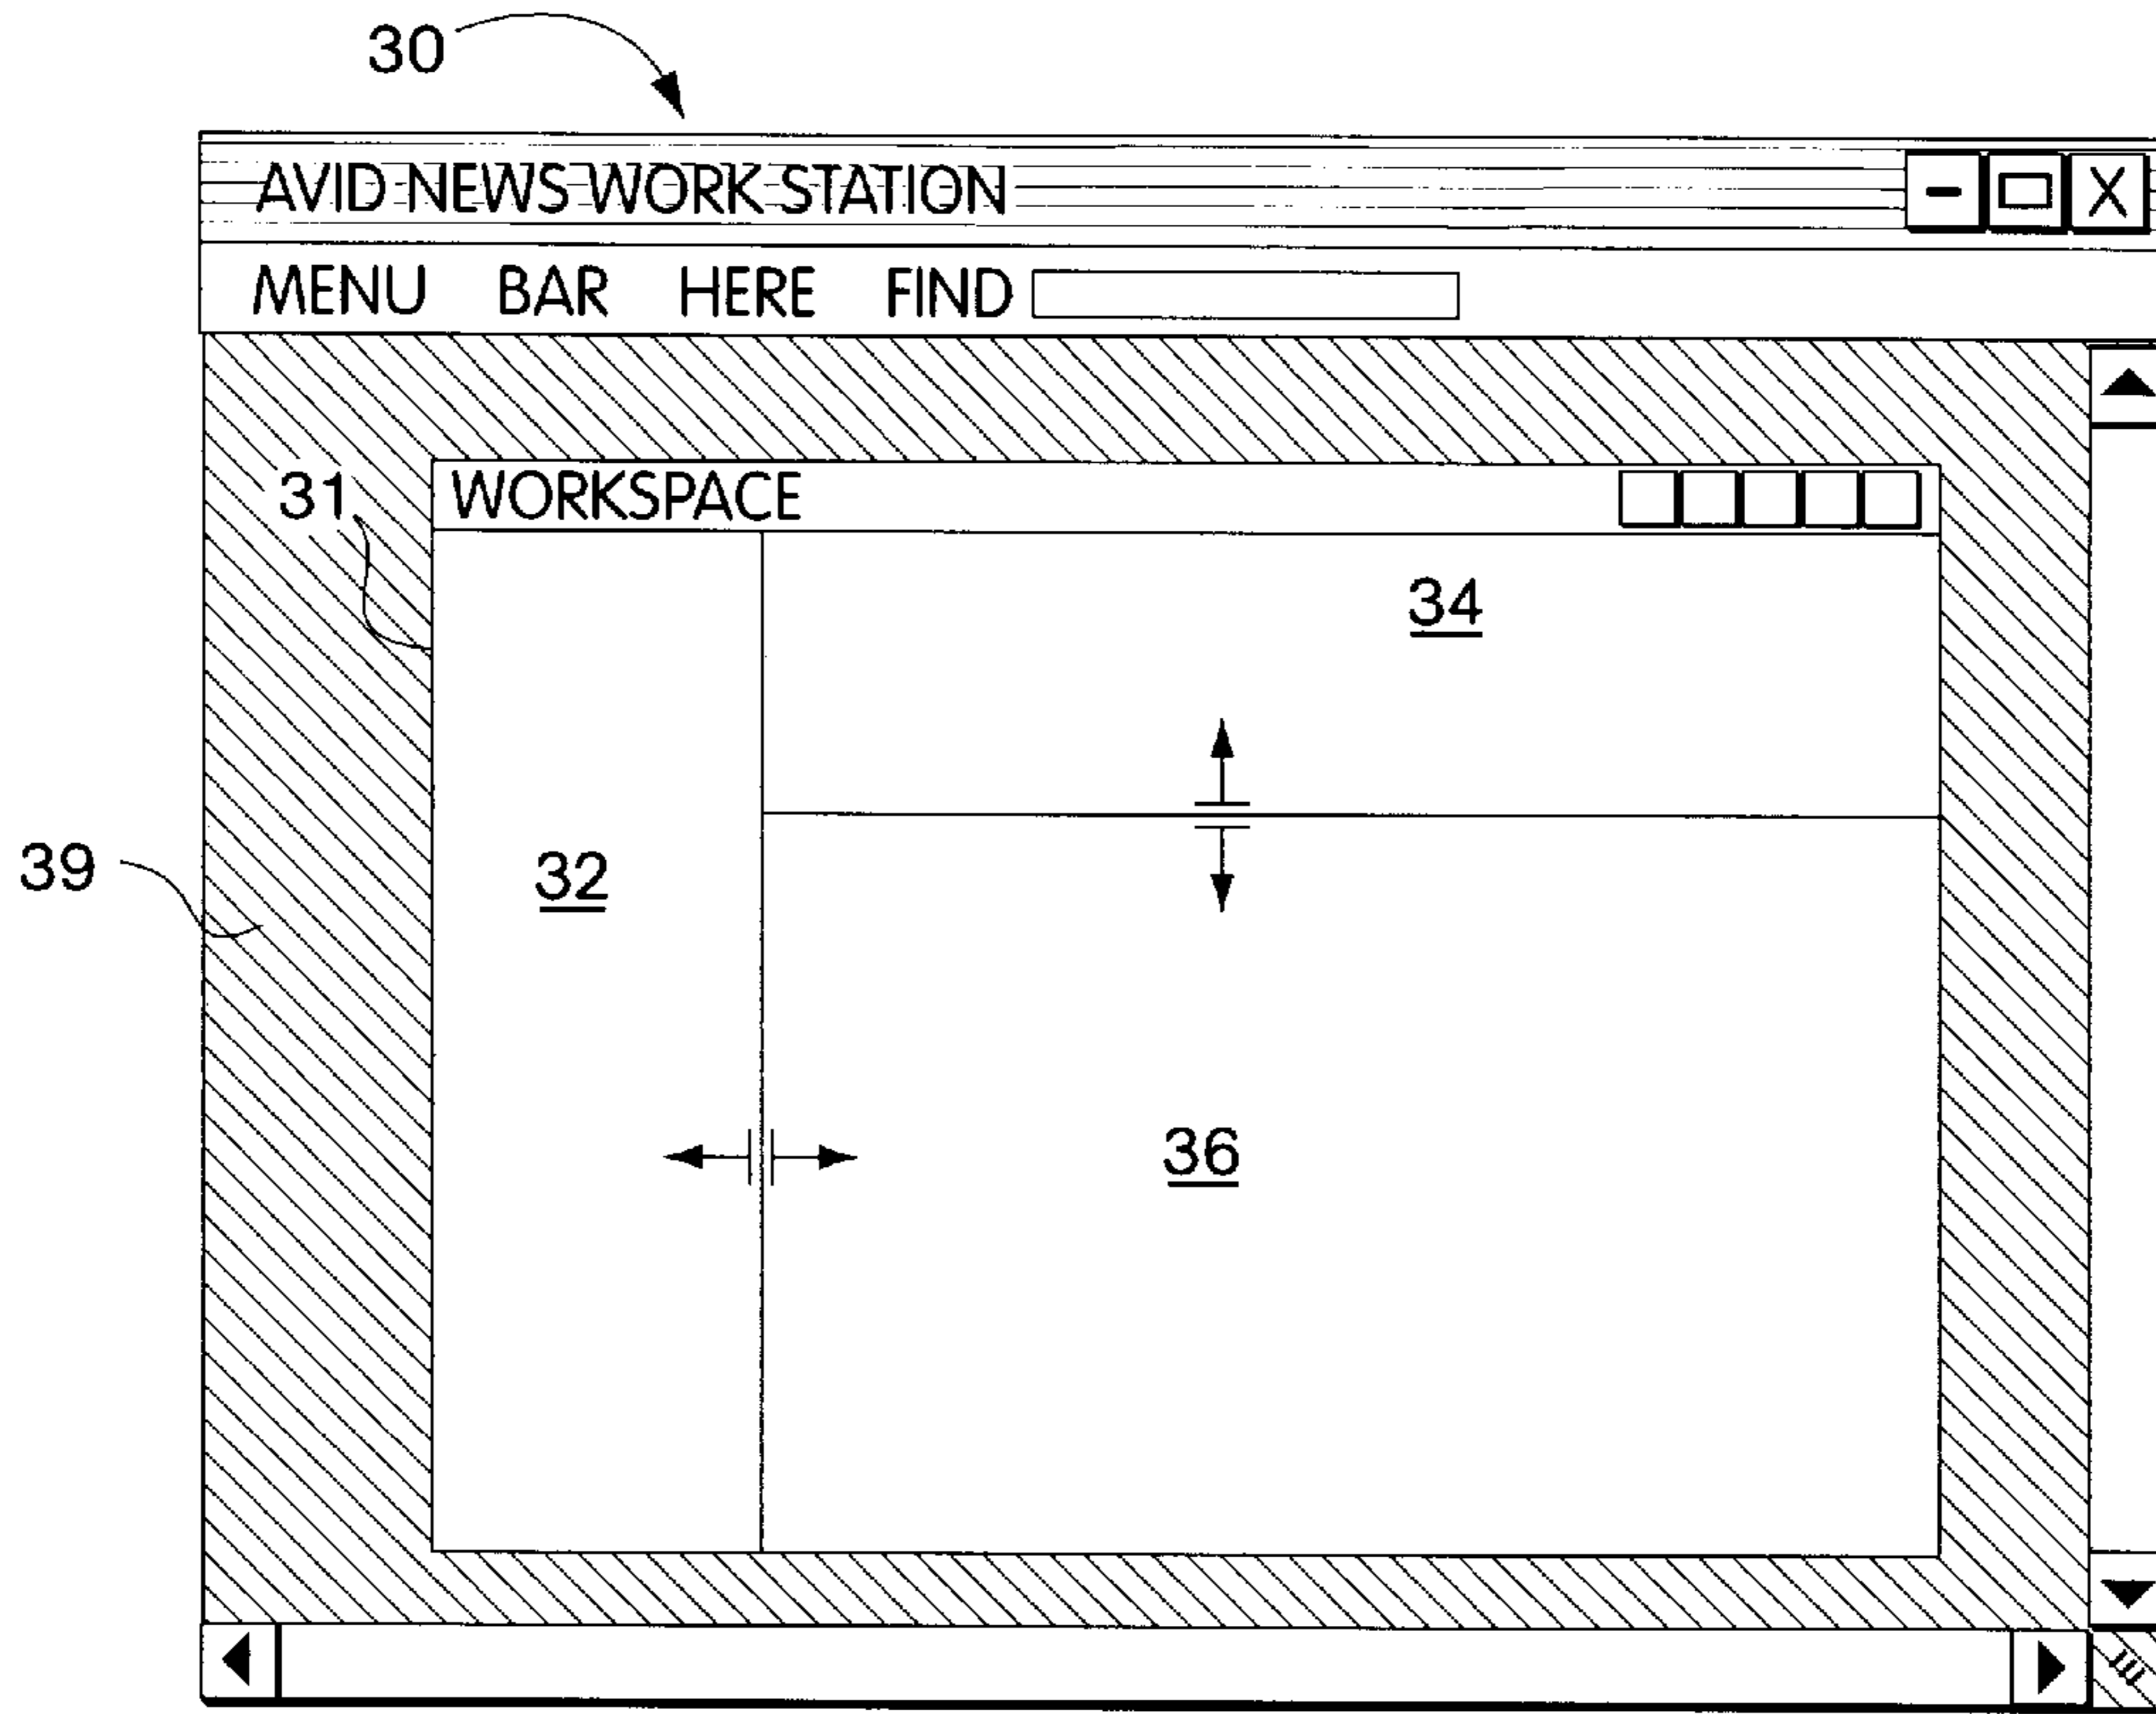 30
AVID NEWS WORK STATION
MENU BAR HERE FIND
31
WORKSPACE
34
39
32
36